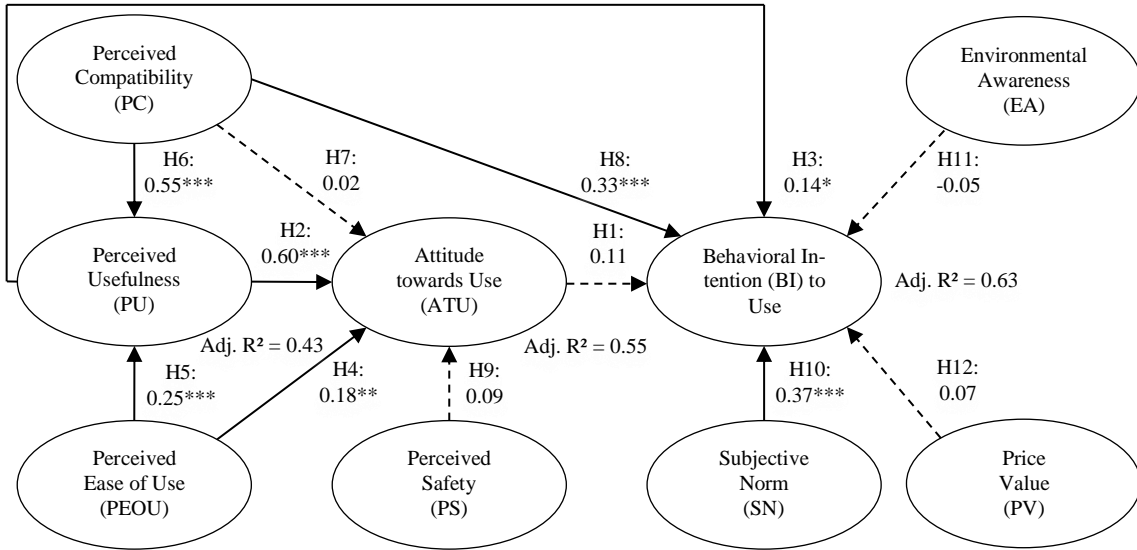 Perceived
Compatibility
(PC)
Environmental
Awareness
(EA)
H6:
0.55***
H7:
0.02
H8:
0.33***
H3:
0.14*
H11:
-0.05
Perceived
Usefulness
(PU)
H2:
0.60***
Attitude
towards Use
(ATU)
H1:
0.11
Behavioral In-
tention (BI) to
Use
Adj. R² = 0.63
Adj. R² = 0.43
Adj. R² = 0.55
H5:
0.25***
H4:
0.18**
H9:
0.09
H10:
0.37***
H12:
0.07
Perceived
Ease of Use
(PEOU)
Perceived
Safety
(PS)
Subjective
Norm
(SN)
Price
Value
(PV)